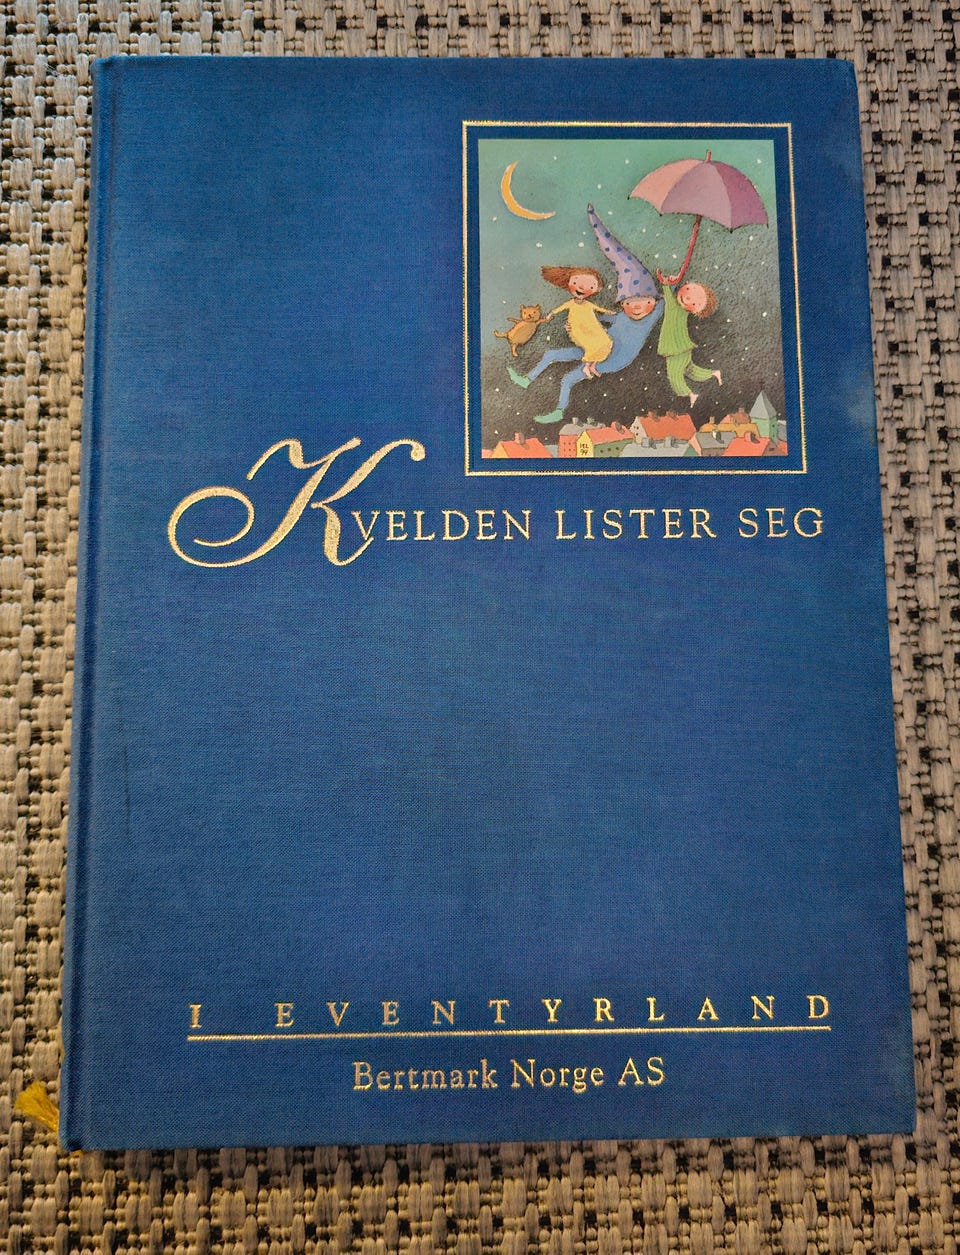 KVELDEN LISTER SEG
I EVENTYRLAND
Bertmark Norge AS